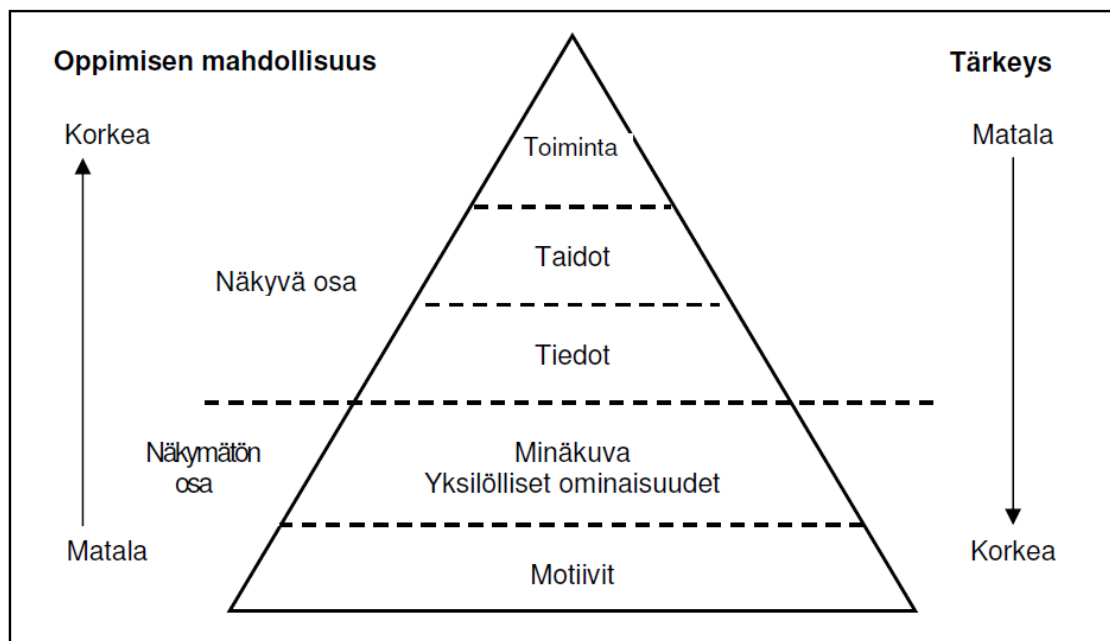 Oppimisen mahdollisuus
Tärkeys
Korkea
Matala
Toiminta
Taidot
Näkyvä osa
Tiedot
Näkymätön
osa
Minäkuva
Yksilölliset ominaisuudet
Matala
Korkea
Motiivit